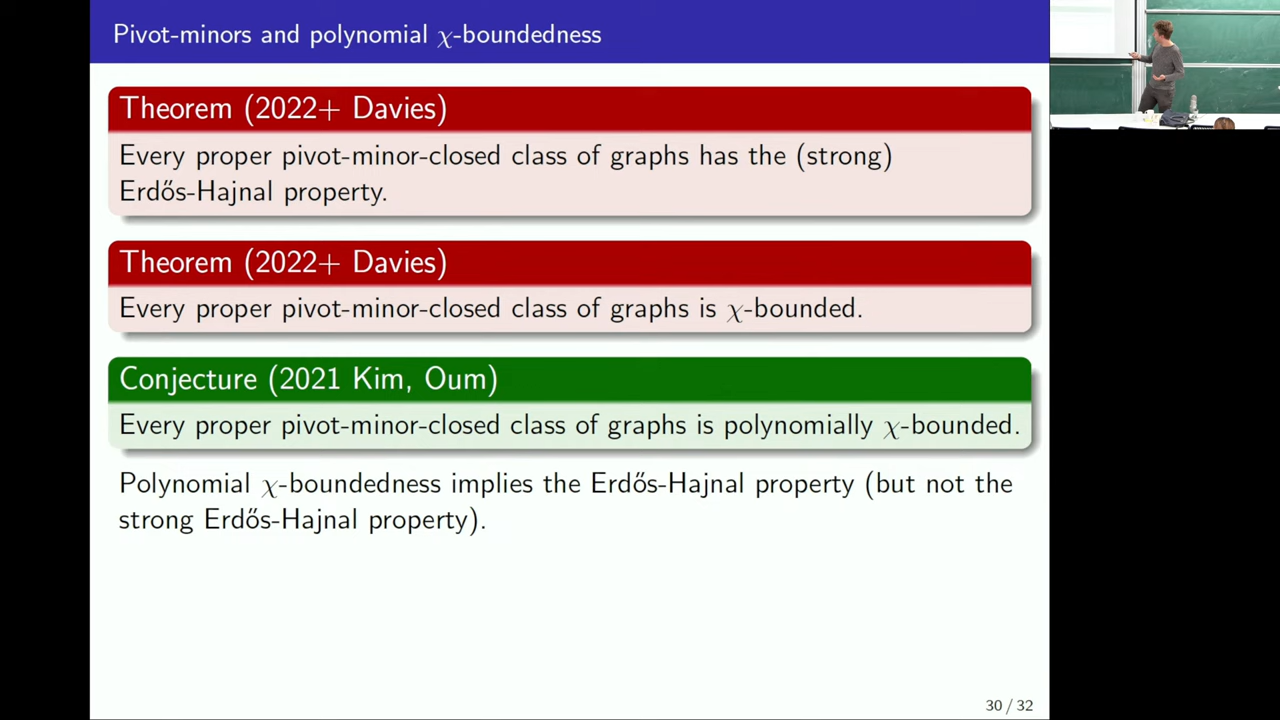 Pivot-minors and polynomial χ-boundedness
Theorem (2022+ Davies)
Every proper pivot-minor-closed class of graphs has the (strong)
Erdős-Hajnal property.
Theorem (2022+ Davies)
Every proper pivot-minor-closed class of graphs is χ-bounded.
Conjecture (2021 Kim, Oum)
Every proper pivot-minor-closed class of graphs is polynomially χ-bounded.
Polynomial χ-boundedness implies the Erdős-Hajnal property (but not the
strong Erdős-Hajnal property).
30 / 32